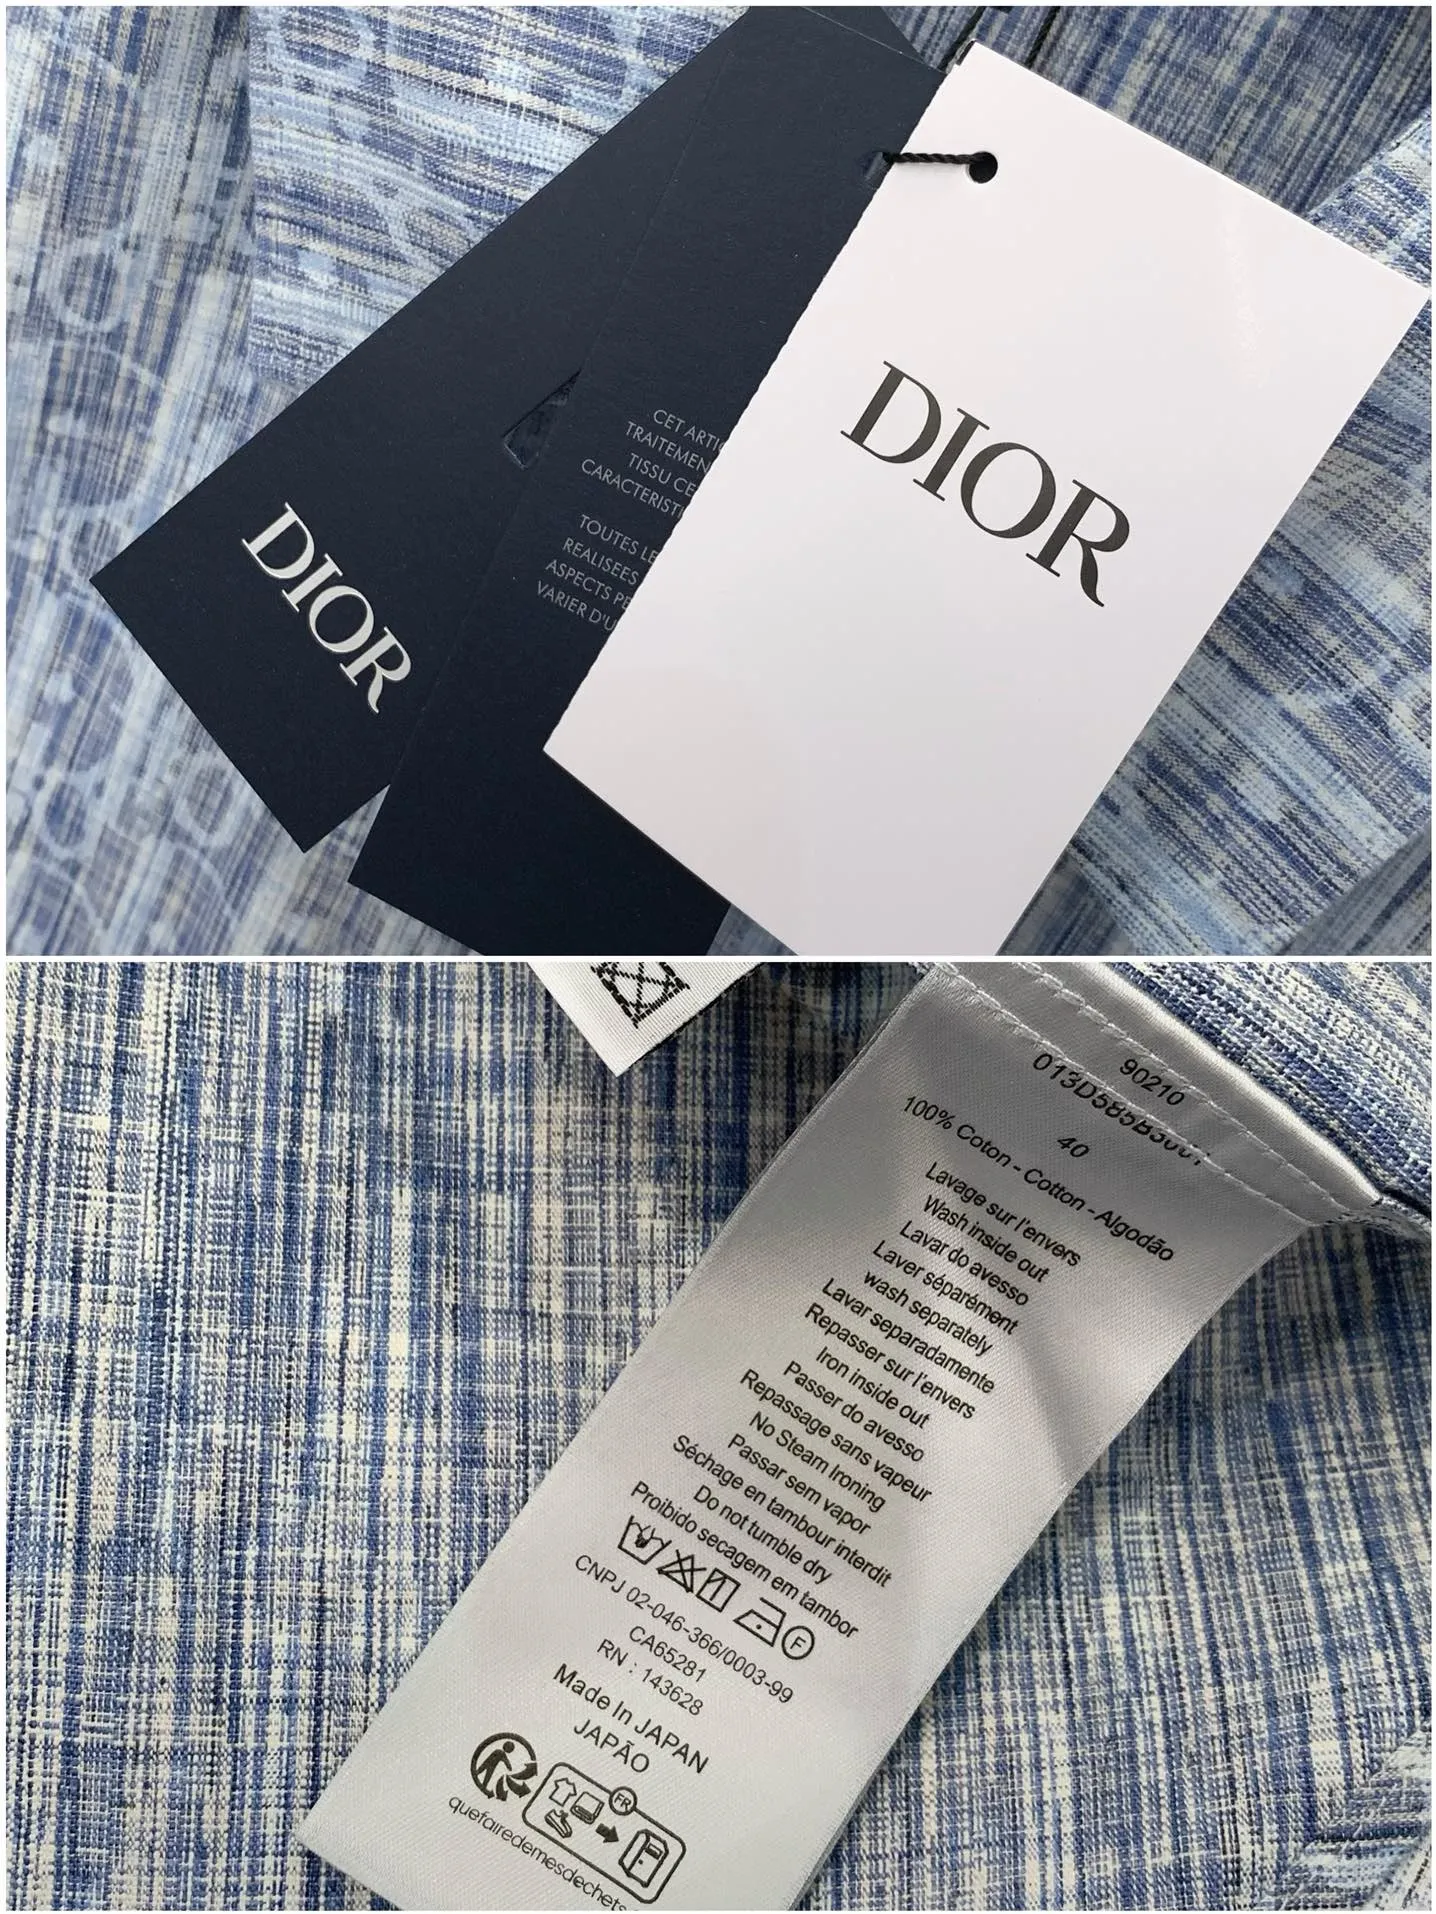 DIOR
CET ARTI
TRAITEMEN
TISSU CE
CARACTERISTI
TOUTES LE
REALISEES
ASPECTS PE
VARIER D'U
DIOR
90210
40
100% Coton - Cotton - Algodão
Lavage sur l'envers
Wash inside out
Lavar do avesso
Laver séparément
wash separately
Lavar separadamente
Repasser sur l'envers
Iron inside out
Passer do avesso
Repassage sans vapeur
No Steam Ironing
Passar sem vapor
Séchage en tambour interdit
Do not tumble dry
Proibido secagem em tambor
F
CNPJ 02-046-366/0003-99
CA65281
RN : 143628
Made In JAPAN
JAPÃO
FR
quefairedemesdechets